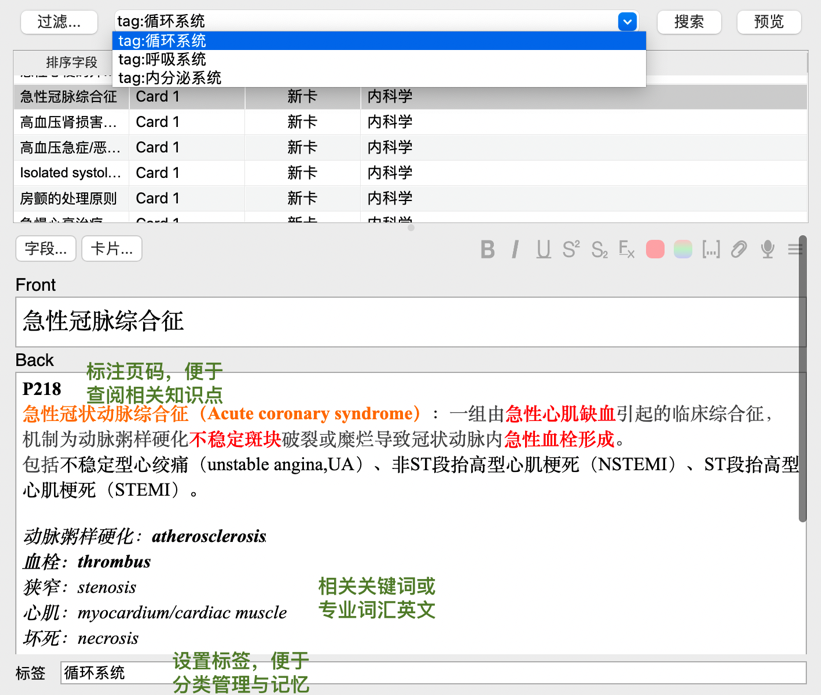 过滤...
tag:循环系统
搜索
预览
tag:循环系统
tag:呼吸系统
tag:内分泌系统
排序字段
急性冠脉综合征 Card 1 新卡 内科学
高血压肾损害... Card 1 新卡 内科学
高血压急症/恶... Card 1 新卡 内科学
Isolated systol... Card 1 新卡 内科学
房颤的处理原则 Card 1 新卡 内科学
字段... 卡片...
Front
急性冠脉综合征
Back
标注页码，便于
查阅相关知识点
P218
急性冠状动脉综合征（Acute coronary syndrome）：一组由急性心肌缺血引起的临床综合征，
机制为动脉粥样硬化不稳定斑块破裂或糜烂导致冠状动脉内急性血栓形成。
包括不稳定型心绞痛（unstable angina,UA）、非ST段抬高型心肌梗死（NSTEMI）、ST段抬高型
心肌梗死（STEMI）。
动脉粥样硬化：atherosclerosis
血栓：thrombus
狭窄：stenosis
心肌：myocardium/cardiac muscle
坏死：necrosis
相关关键词或
专业词汇英文
设置标签，便于
分类管理与记忆
标签 循环系统